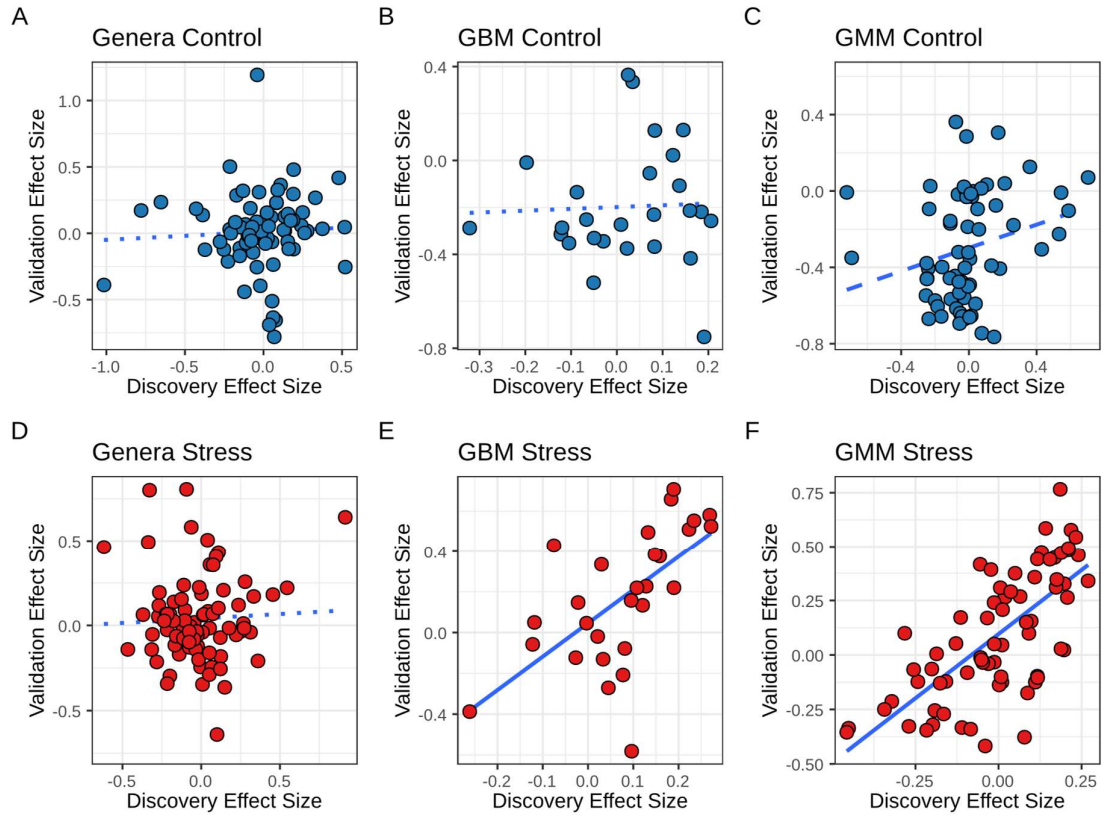 A
Genera Control
Validation Effect Size
1.0
0.5
0.0
-0.5
-1.0 -0.5 0.0 0.5
Discovery Effect Size
B
GBM Control
Validation Effect Size
0.4
0.0
-0.4
-0.8
-0.3 -0.2 -0.1 0.0 0.1 0.2
Discovery Effect Size
C
GMM Control
Validation Effect Size
0.4
0.0
-0.4
-0.8
-0.4 0.0 0.4
Discovery Effect Size
D
Genera Stress
Validation Effect Size
0.5
0.0
-0.5
-0.5 0.0 0.5
Discovery Effect Size
E
GBM Stress
Validation Effect Size
0.4
0.0
-0.4
-0.2 -0.1 0.0 0.1 0.2
Discovery Effect Size
F
GMM Stress
Validation Effect Size
0.75
0.50
0.25
0.00
-0.25
-0.50
-0.25 0.00 0.25
Discovery Effect Size